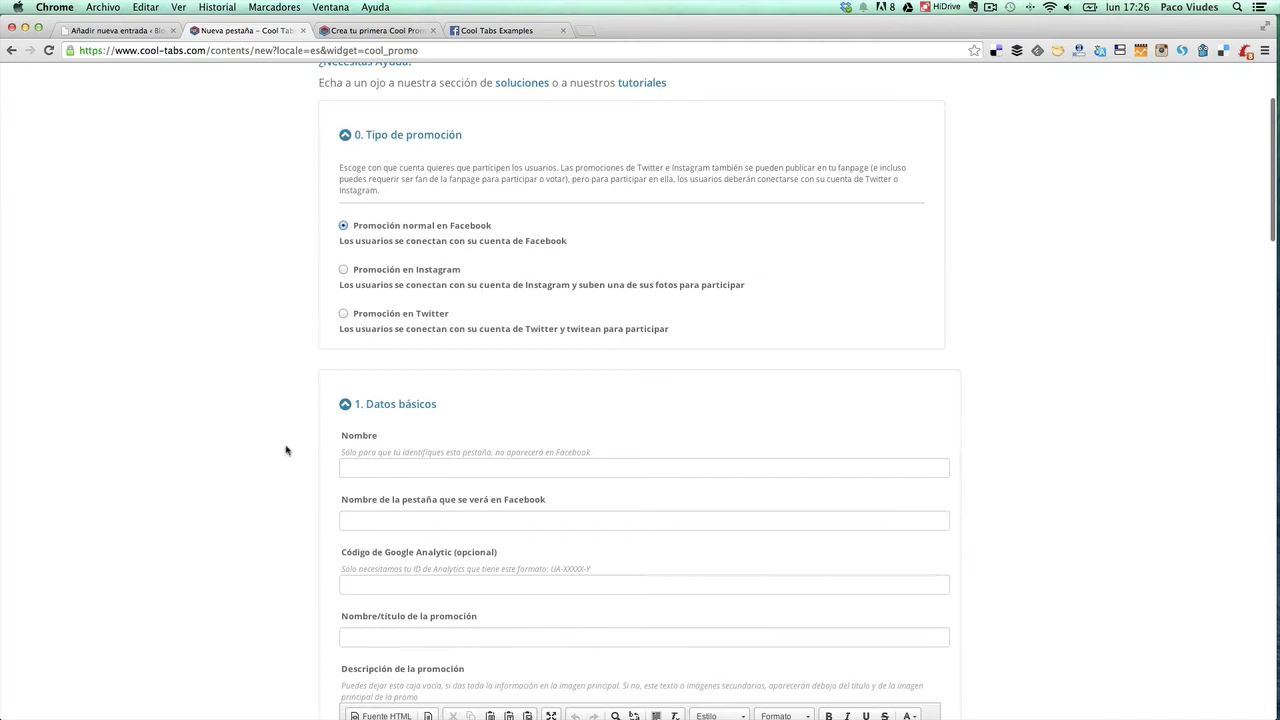 Chrome Archivo Editar Ver Historial Marcadores Ventana Ayuda 8 HiDrive lun 17:26 Paco Viudes
Añadir nueva entrada ‹ Blo Nueva pestaña – Cool Tabs Crea tu primera Cool Prom Cool Tabs Examples
https://www.cool-tabs.com/contents/new?locale=es&widget=cool_promo
¿Necesitas Ayuda?
Echa a un ojo a nuestra sección de soluciones o a nuestros tutoriales
0. Tipo de promoción
Escoge con que cuenta quieres que participen los usuarios. Las promociones de Twitter e Instagram también se pueden publicar en tu fanpage (e incluso
puedes requerir ser fan de la fanpage para participar o votar), pero para participar en ella, los usuarios deberán conectarse con su cuenta de Twitter o
Instagram.
Promoción normal en Facebook
Los usuarios se conectan con su cuenta de Facebook
Promoción en Instagram
Los usuarios se conectan con su cuenta de Instagram y suben una de sus fotos para participar
Promoción en Twitter
Los usuarios se conectan con su cuenta de Twitter y twitean para participar
1. Datos básicos
Nombre
Sólo para que tú identifiques esta pestaña, no aparecerá en Facebook
Nombre de la pestaña que se verá en Facebook
Código de Google Analytic (opcional)
Sólo necesitamos tu ID de Analytics que tiene este formato: UA-XXXXX-Y
Nombre/título de la promoción
Descripción de la promoción
Puedes dejar esta caja vacía, si das toda la información en la imagen principal. Si no, este texto o imágenes secundarias, aparecerán debajo del título y de la imagen
principal de la promo
Fuente HTML Estilo Formato B I U S A